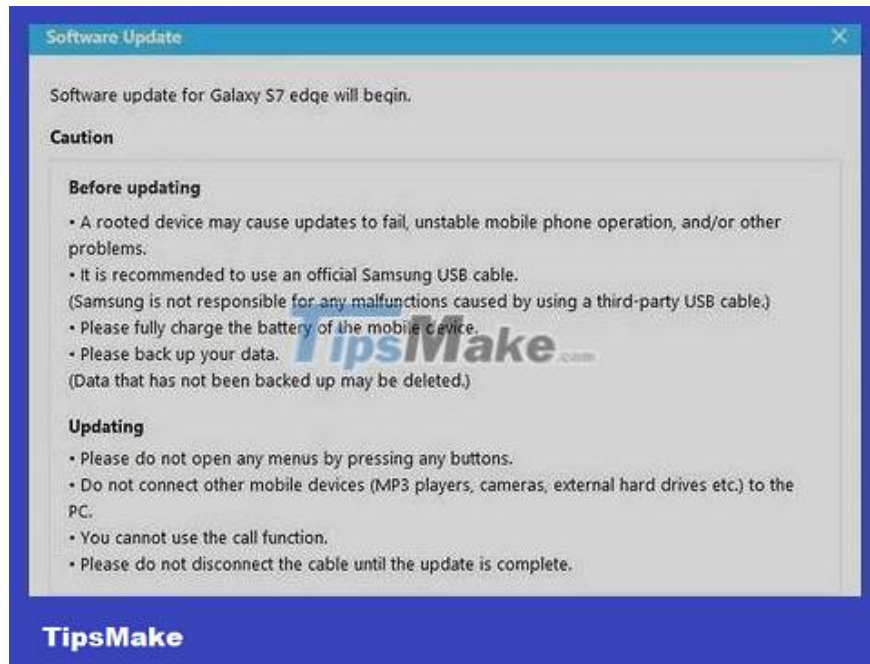 Software Update
Software update for Galaxy S7 edge will begin.
Caution
Before updating
• A rooted device may cause updates to fail, unstable mobile phone operation, and/or other
problems.
• It is recommended to use an official Samsung USB cable.
(Samsung is not responsible for any malfunctions caused by using a third-party USB cable.)
• Please fully charge the battery of the mobile device.
• Please back up your data.
TipsMake.com
(Data that has not been backed up may be deleted.)
Updating
• Please do not open any menus by pressing any buttons.
• Do not connect other mobile devices (MP3 players, cameras, external hard drives etc.) to the
PC.
• You cannot use the call function.
• Please do not disconnect the cable until the update is complete.
TipsMake